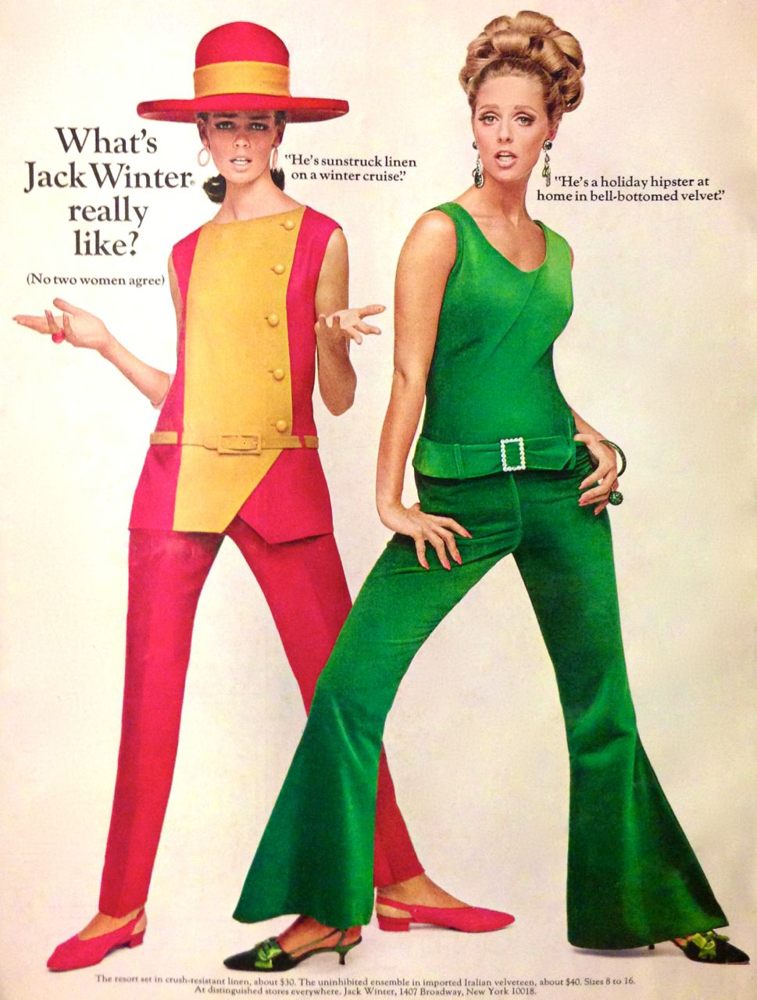 What's
Jack Winter®
really
like?
(No two women agree)
"He's sunstruck linen
on a winter cruise."
"He's a holiday hipster at
home in bell-bottomed velvet."
The resort set in crush-resistant linen, about $30. The uninhibited ensemble in imported Italian velveteen, about $40. Sizes 8 to 16.
At distinguished stores everywhere. Jack Winter, 1407 Broadway, New York 10018.